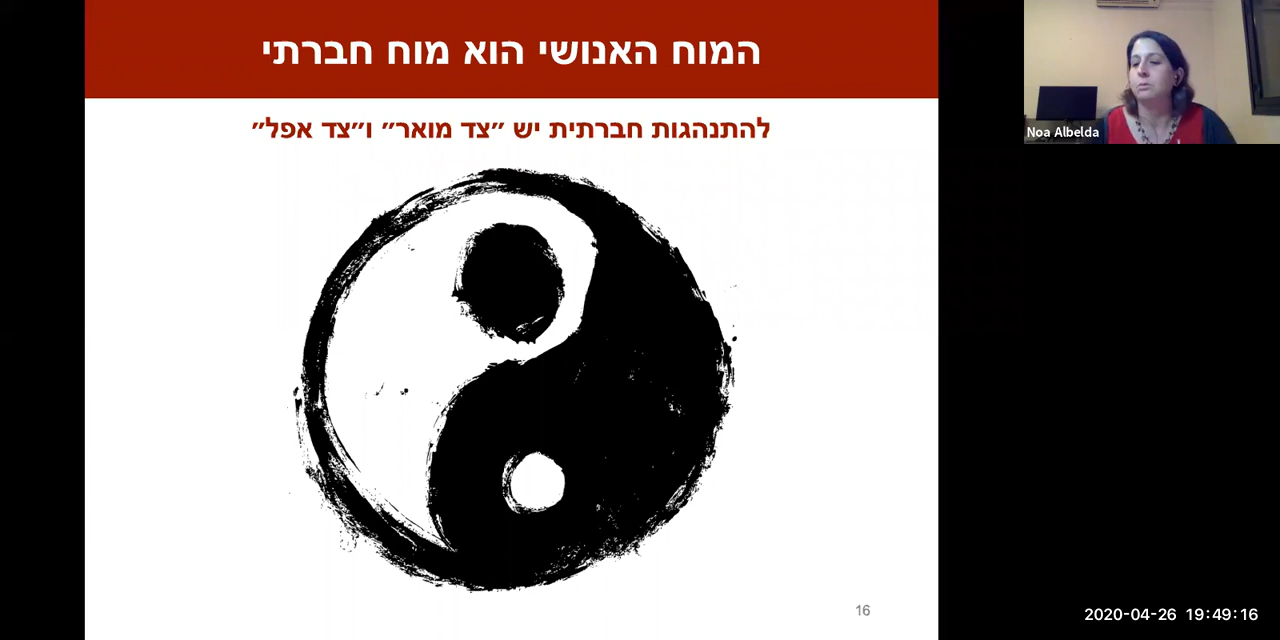 המוח האנושי הוא מוח חברתי
להתנהגות חברתית יש ״צד מואר״ ו״צד אפל״
Noa Albelda
16
2020-04-26 19:49:16